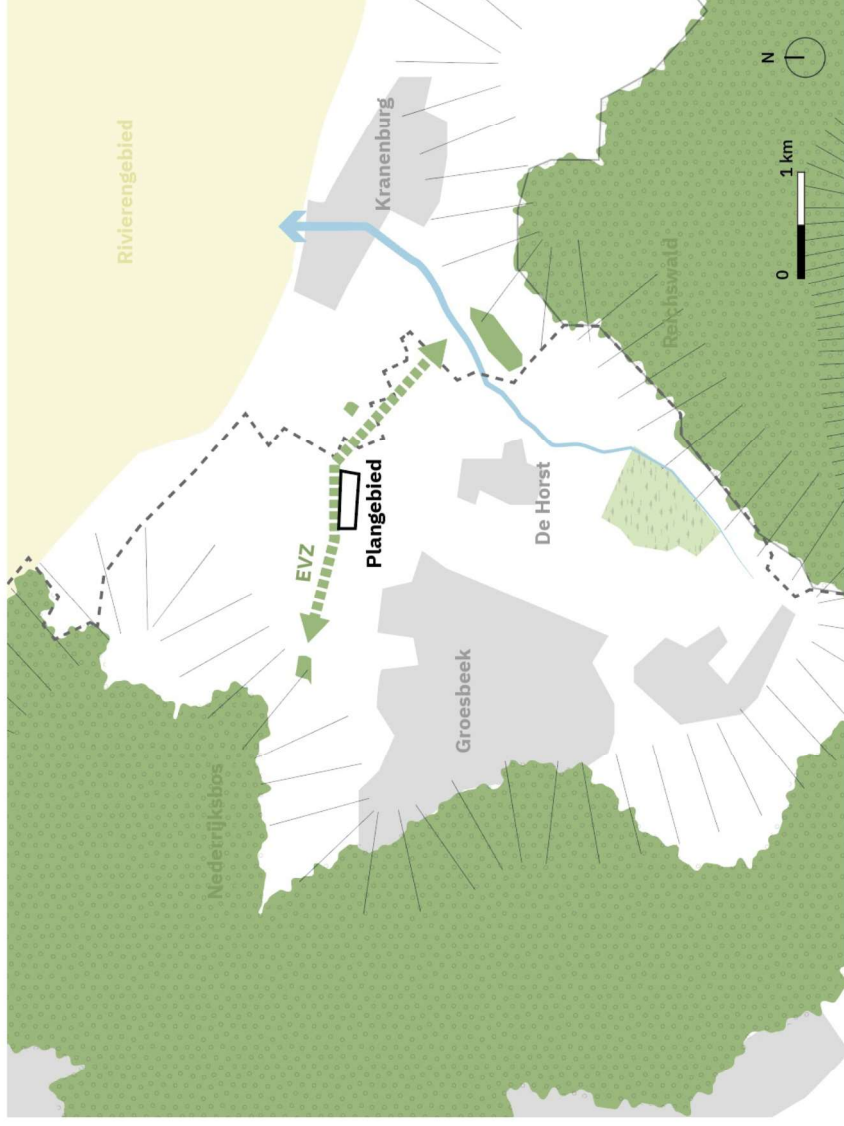 Rivierengebied
Kranenburg
N
1 km
0
Reichswald
EVZ
Plangebied
De Horst
Groesbeek
Nederrijksbos